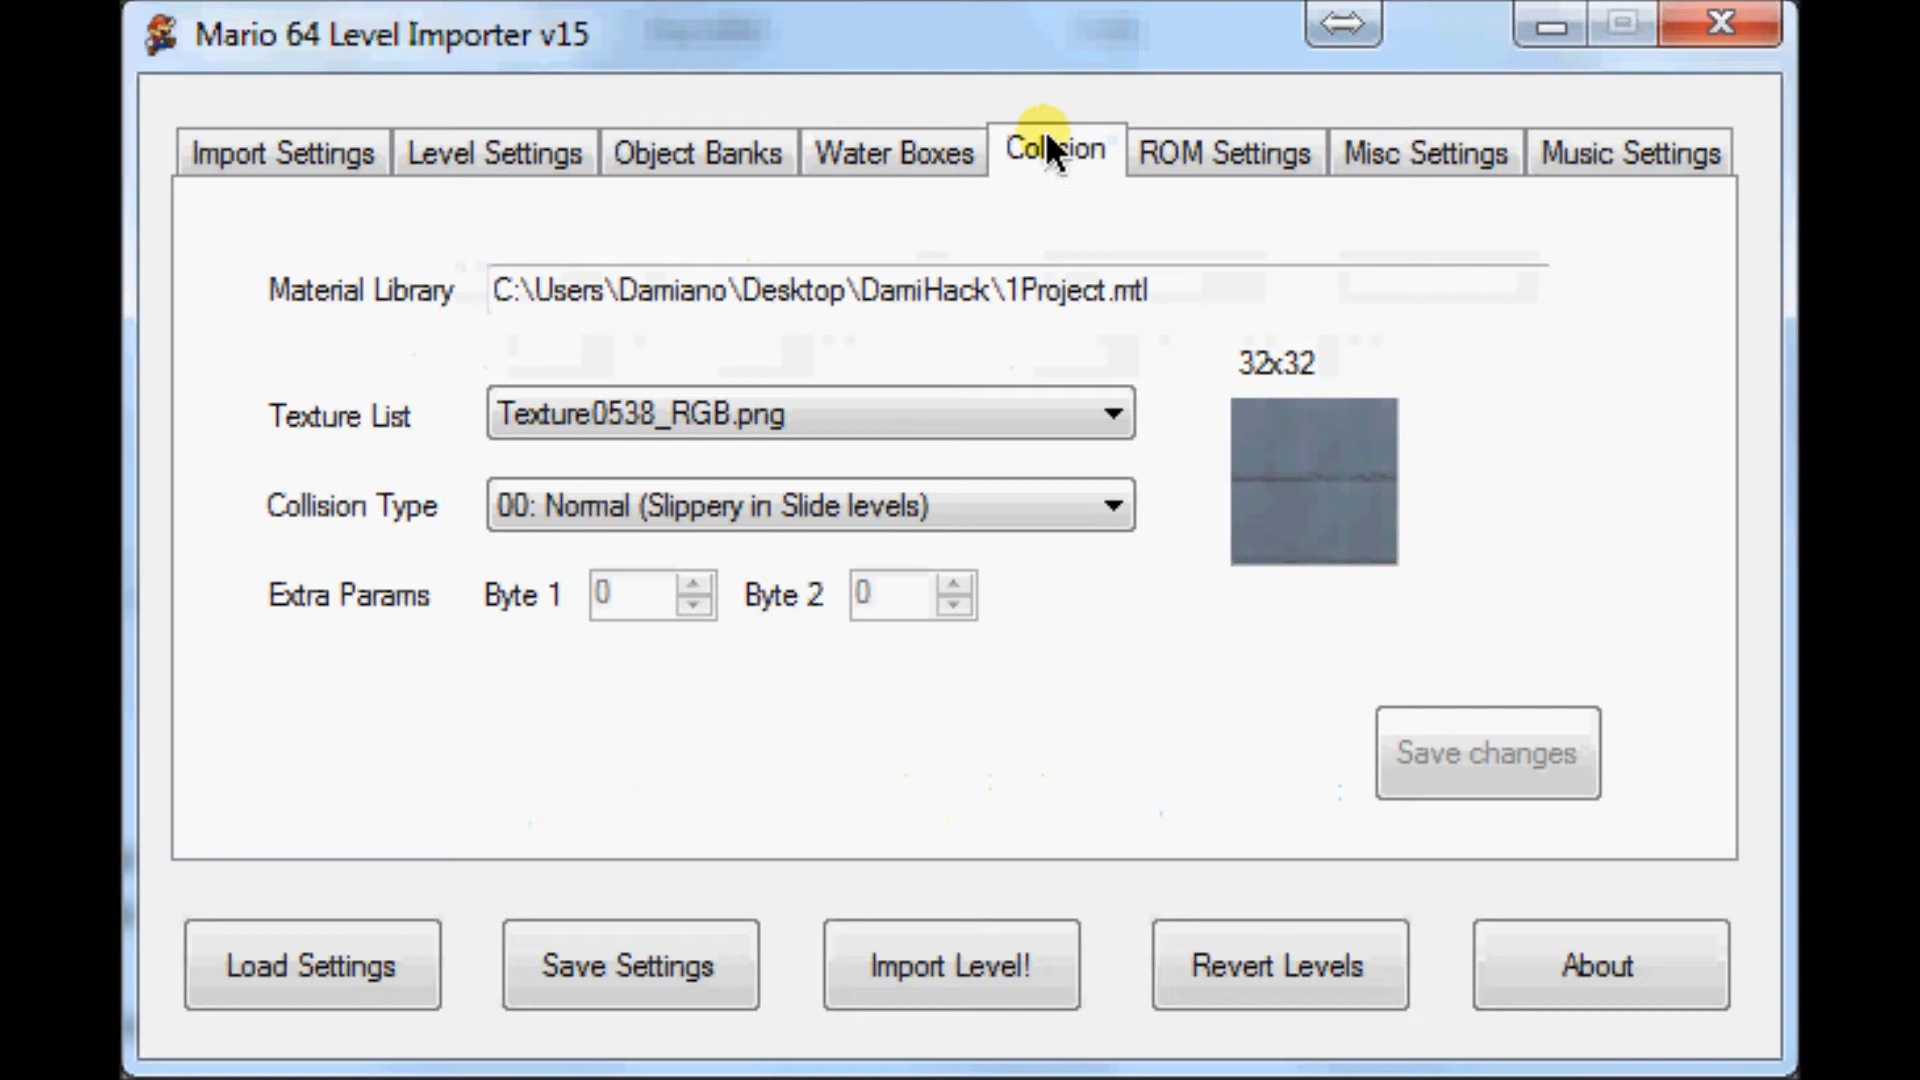 Mario 64 Level Importer v15
Import Settings Level Settings Object Banks Water Boxes Collision ROM Settings Misc Settings Music Settings
Material Library C:\Users\Damiano\Desktop\DamiHack\1Project.mtl
32x32
Texture List Texture0538_RGB.png
Collision Type 00: Normal (Slippery in Slide levels)
Extra Params Byte 1 0 Byte 2 0
Save changes
Load Settings Save Settings Import Level! Revert Levels About